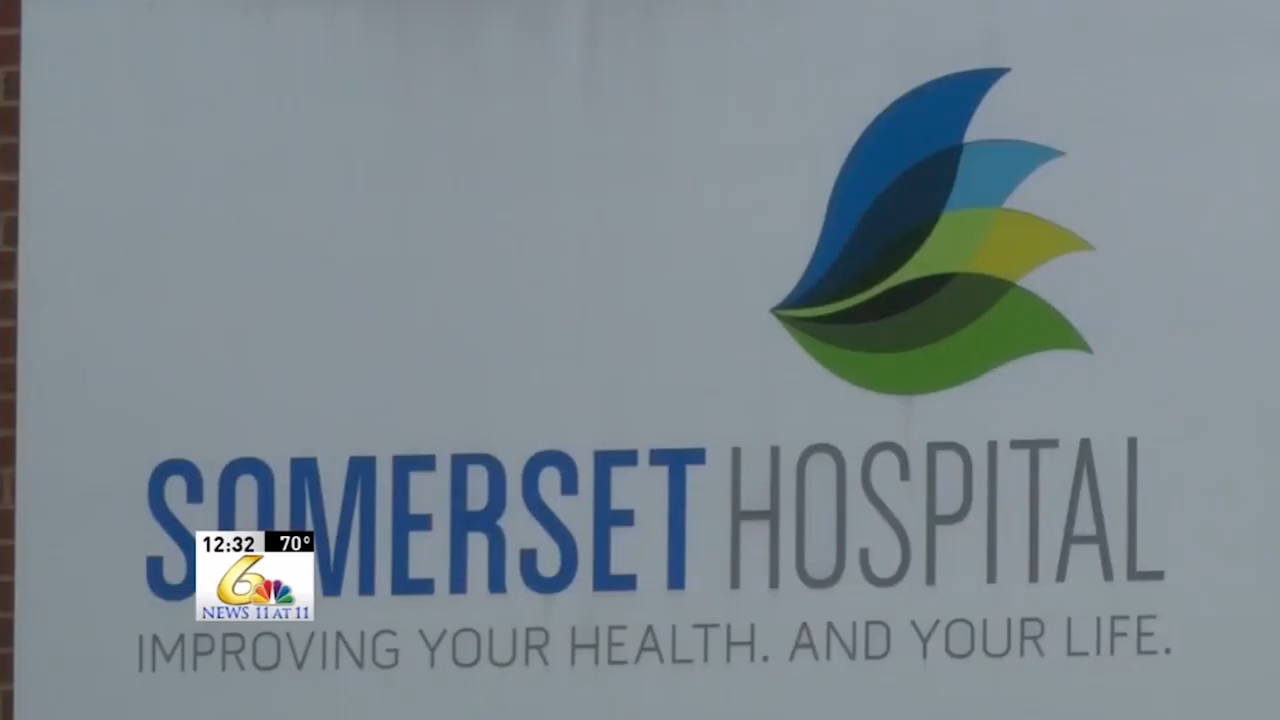 SOMERSET HOSPITAL
12:32 70°
6
NEWS 11 AT 11
IMPROVING YOUR HEALTH. AND YOUR LIFE.